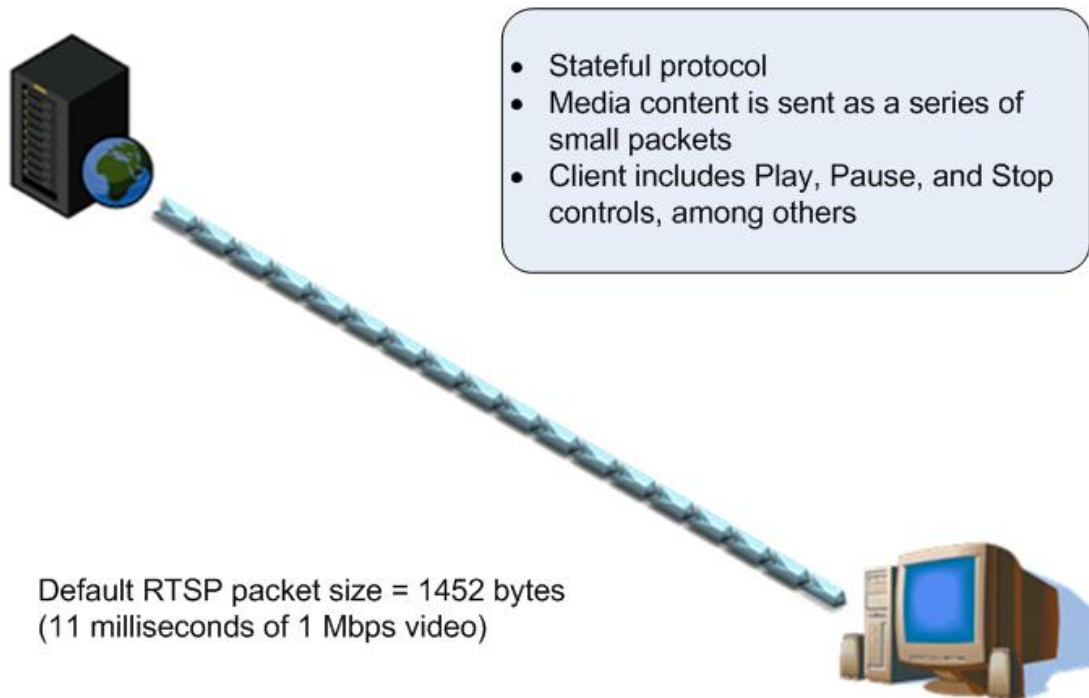 • Stateful protocol
• Media content is sent as a series of
small packets
• Client includes Play, Pause, and Stop
controls, among others
Default RTSP packet size = 1452 bytes
(11 milliseconds of 1 Mbps video)